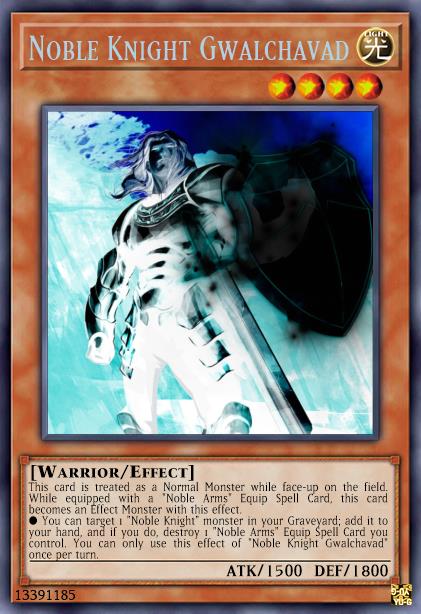 Noble Knight Gwalchavad
LIGHT
光
[Warrior/Effect]
This card is treated as a Normal Monster while face-up on the field.
While equipped with a "Noble Arms" Equip Spell Card, this card
becomes an Effect Monster with this effect.
● You can target 1 "Noble Knight" monster in your Graveyard; add it to
your hand, and if you do, destroy 1 "Noble Arms" Equip Spell Card you
control. You can only use this effect of "Noble Knight Gwalchavad"
once per turn.
ATK/1500 DEF/1800
13391185